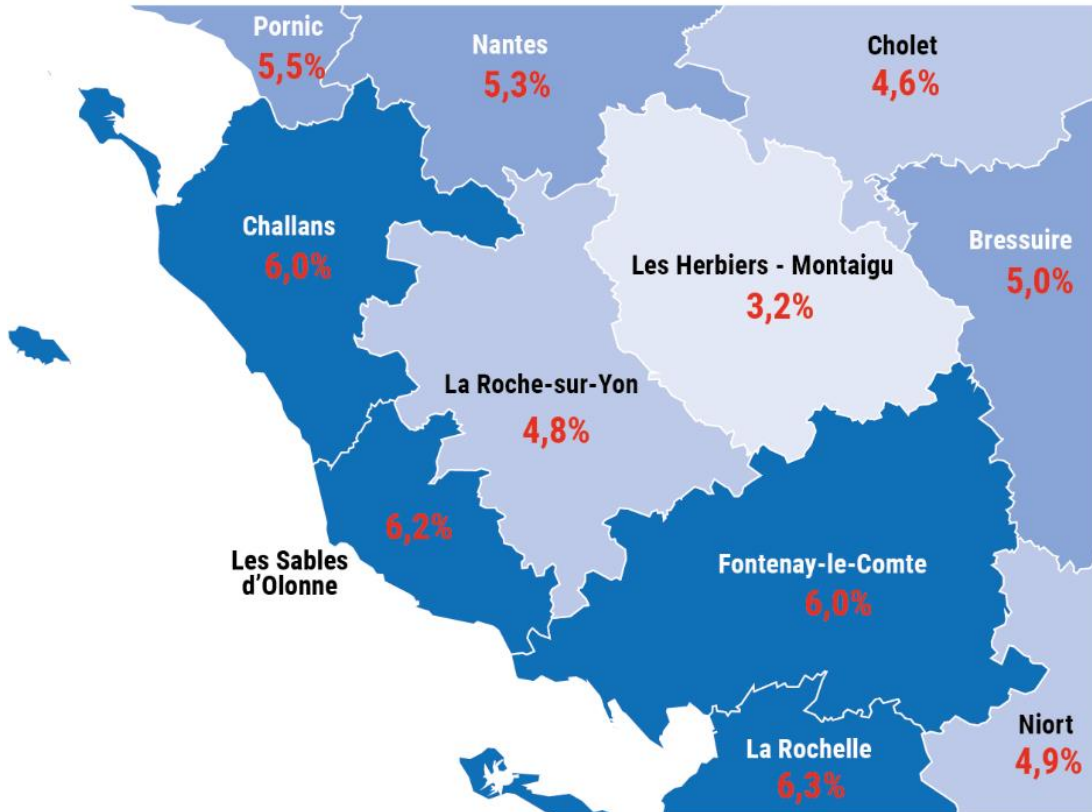 Pornic
5,5%
Nantes
5,3%
Cholet
4,6%
Challans
6,0%
Les Herbiers - Montaigu
3,2%
Bressuire
5,0%
La Roche-sur-Yon
4,8%
6,2%
Les Sables
d'Olonne
Fontenay-le-Comte
6,0%
La Rochelle
6,3%
Niort
4,9%